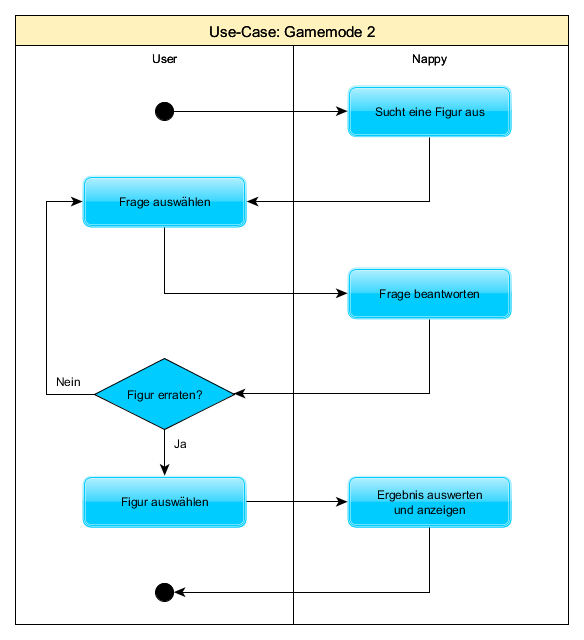 Use-Case: Gamemode 2
User
Nappy
Sucht eine Figur aus
Frage auswählen
Frage beantworten
Nein
Figur erraten?
Ja
Figur auswählen
Ergebnis auswerten
und anzeigen